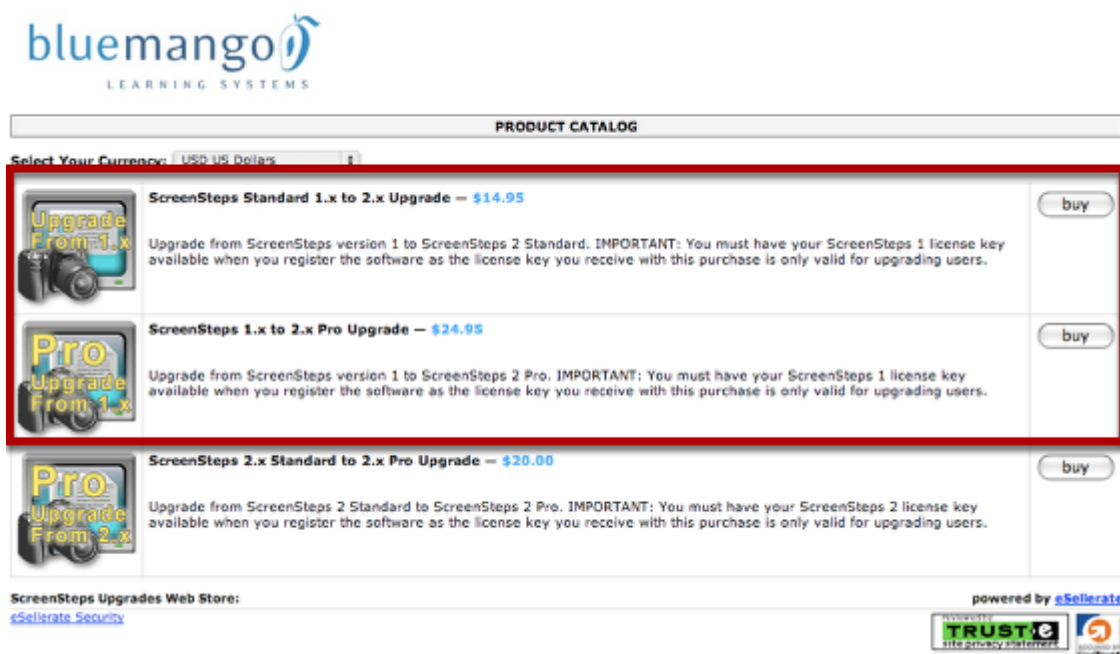 bluemango
LEARNING SYSTEMS
PRODUCT CATALOG
Select Your Currency: USD US Dollars
Upgrade
From 1.x
ScreenSteps Standard 1.x to 2.x Upgrade — $14.95
buy
Upgrade from ScreenSteps version 1 to ScreenSteps 2 Standard. IMPORTANT: You must have your ScreenSteps 1 license key
available when you register the software as the license key you receive with this purchase is only valid for upgrading users.
Pro
Upgrade
From 1.x
ScreenSteps 1.x to 2.x Pro Upgrade — $24.95
buy
Upgrade from ScreenSteps version 1 to ScreenSteps 2 Pro. IMPORTANT: You must have your ScreenSteps 1 license key
available when you register the software as the license key you receive with this purchase is only valid for upgrading users.
Pro
Upgrade
From 2.x
ScreenSteps 2.x Standard to 2.x Pro Upgrade — $20.00
buy
Upgrade from ScreenSteps 2 Standard to ScreenSteps 2 Pro. IMPORTANT: You must have your ScreenSteps 2 license key
available when you register the software as the license key you receive with this purchase is only valid for upgrading users.
ScreenSteps Upgrades Web Store:
powered by eSellerate
eSellerate Security
reviewed by
TRUSTe
site privacy statement